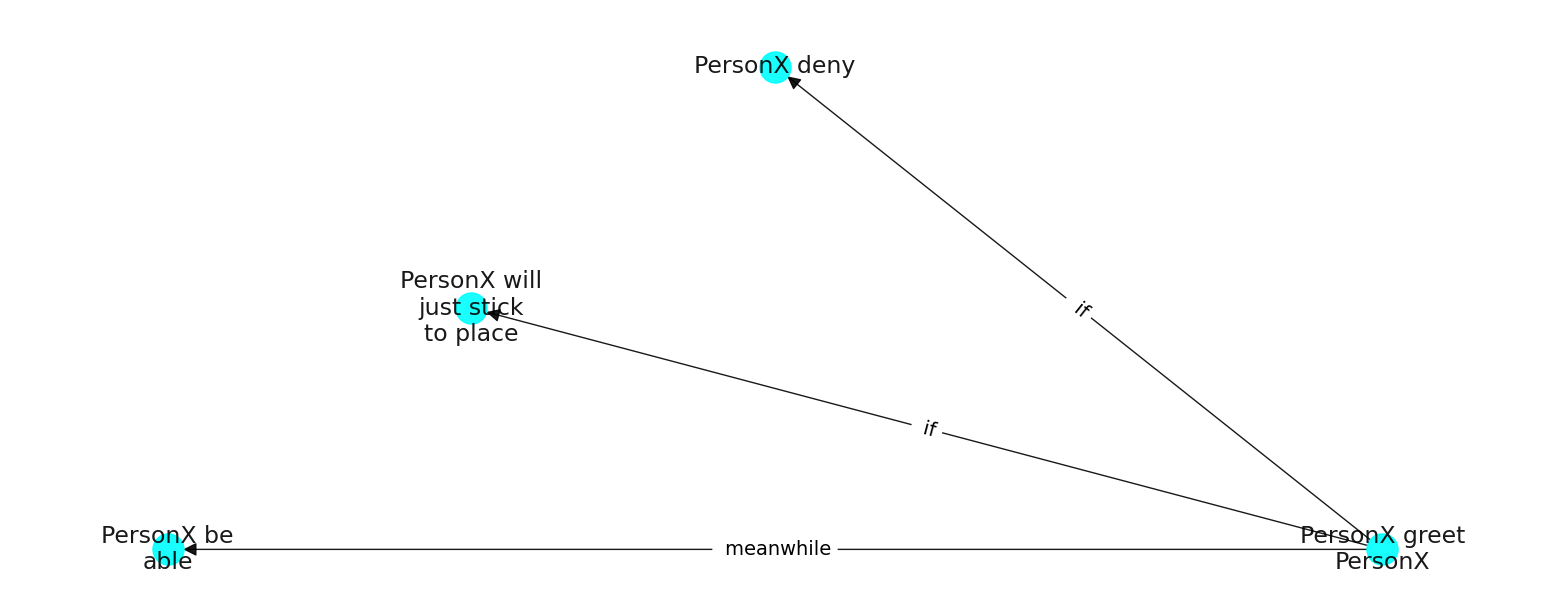 PersonX deny
if
PersonX will
just stick
to place
if
PersonX be
able
meanwhile
PersonX greet
PersonX